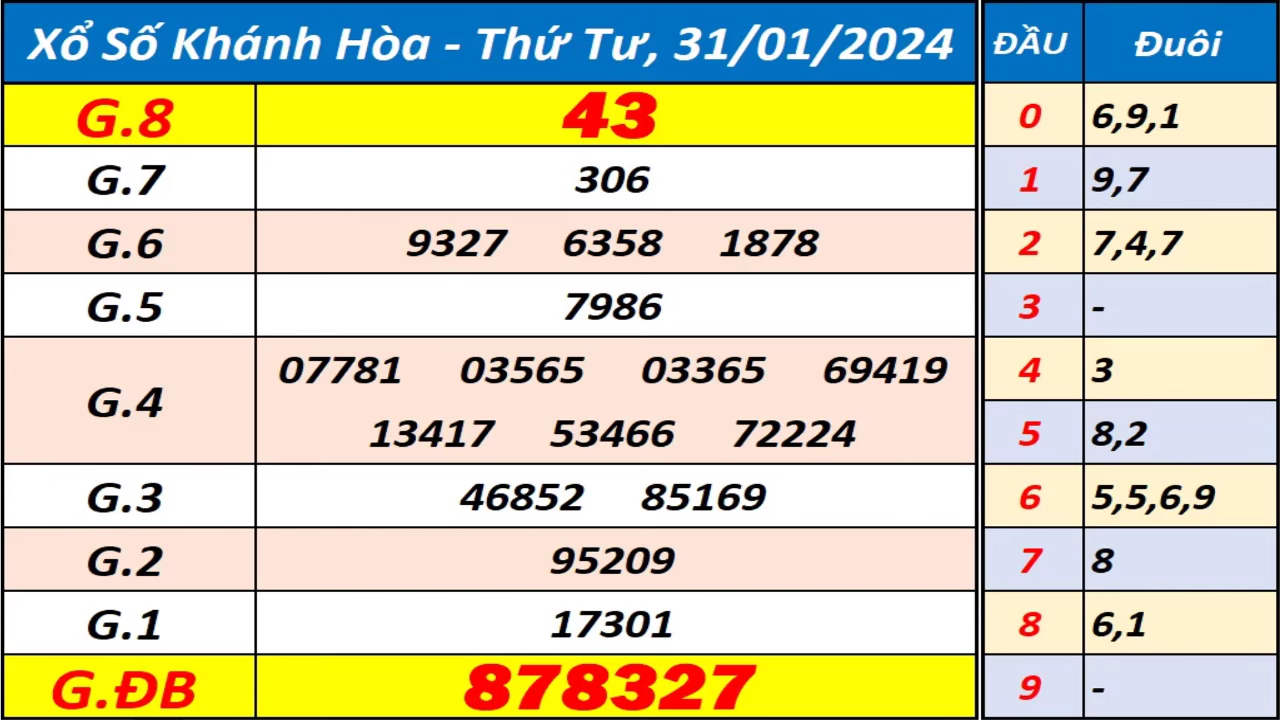 Xổ Số Khánh Hòa - Thứ Tư, 31/01/2024
G.8 43
G.7 306
G.6 9327 6358 1878
G.5 7986
G.4 07781 03565 03365 69419
13417 53466 72224
G.3 46852 85169
G.2 95209
G.1 17301
G.ĐB 878327
ĐẦU Đuôi
0 6,9,1
1 9,7
2 7,4,7
3 -
4 3
5 8,2
6 5,5,6,9
7 8
8 6,1
9 -